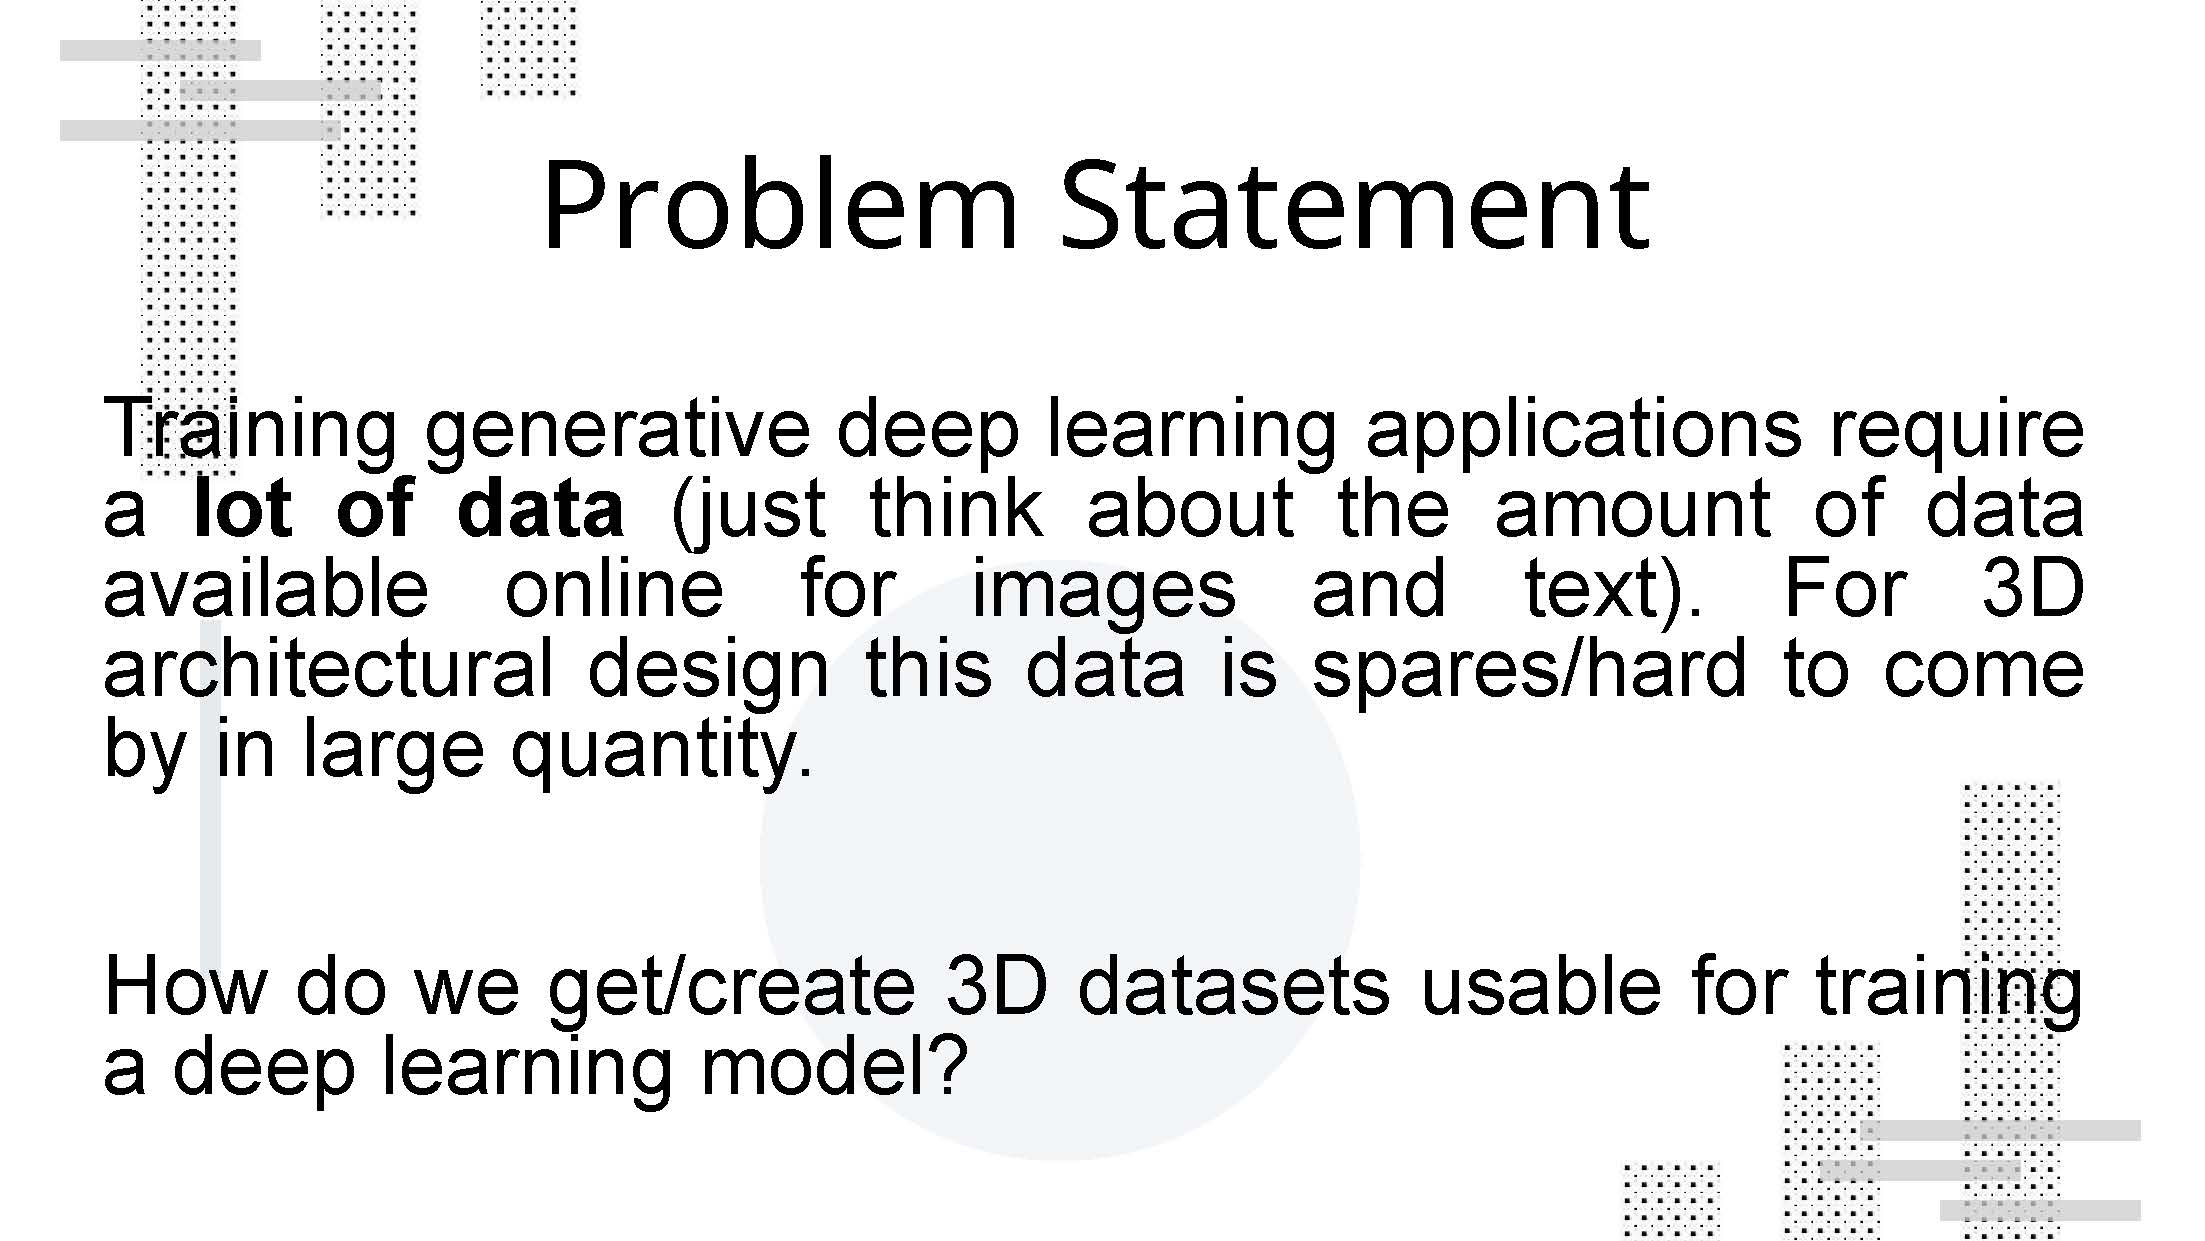 Problem Statement
Training generative deep learning applications require
a lot of data (just think about the amount of data
available online for images and text). For 3D
architectural design this data is spares/hard to come
by in large quantity.
How do we get/create 3D datasets usable for training
a deep learning model?